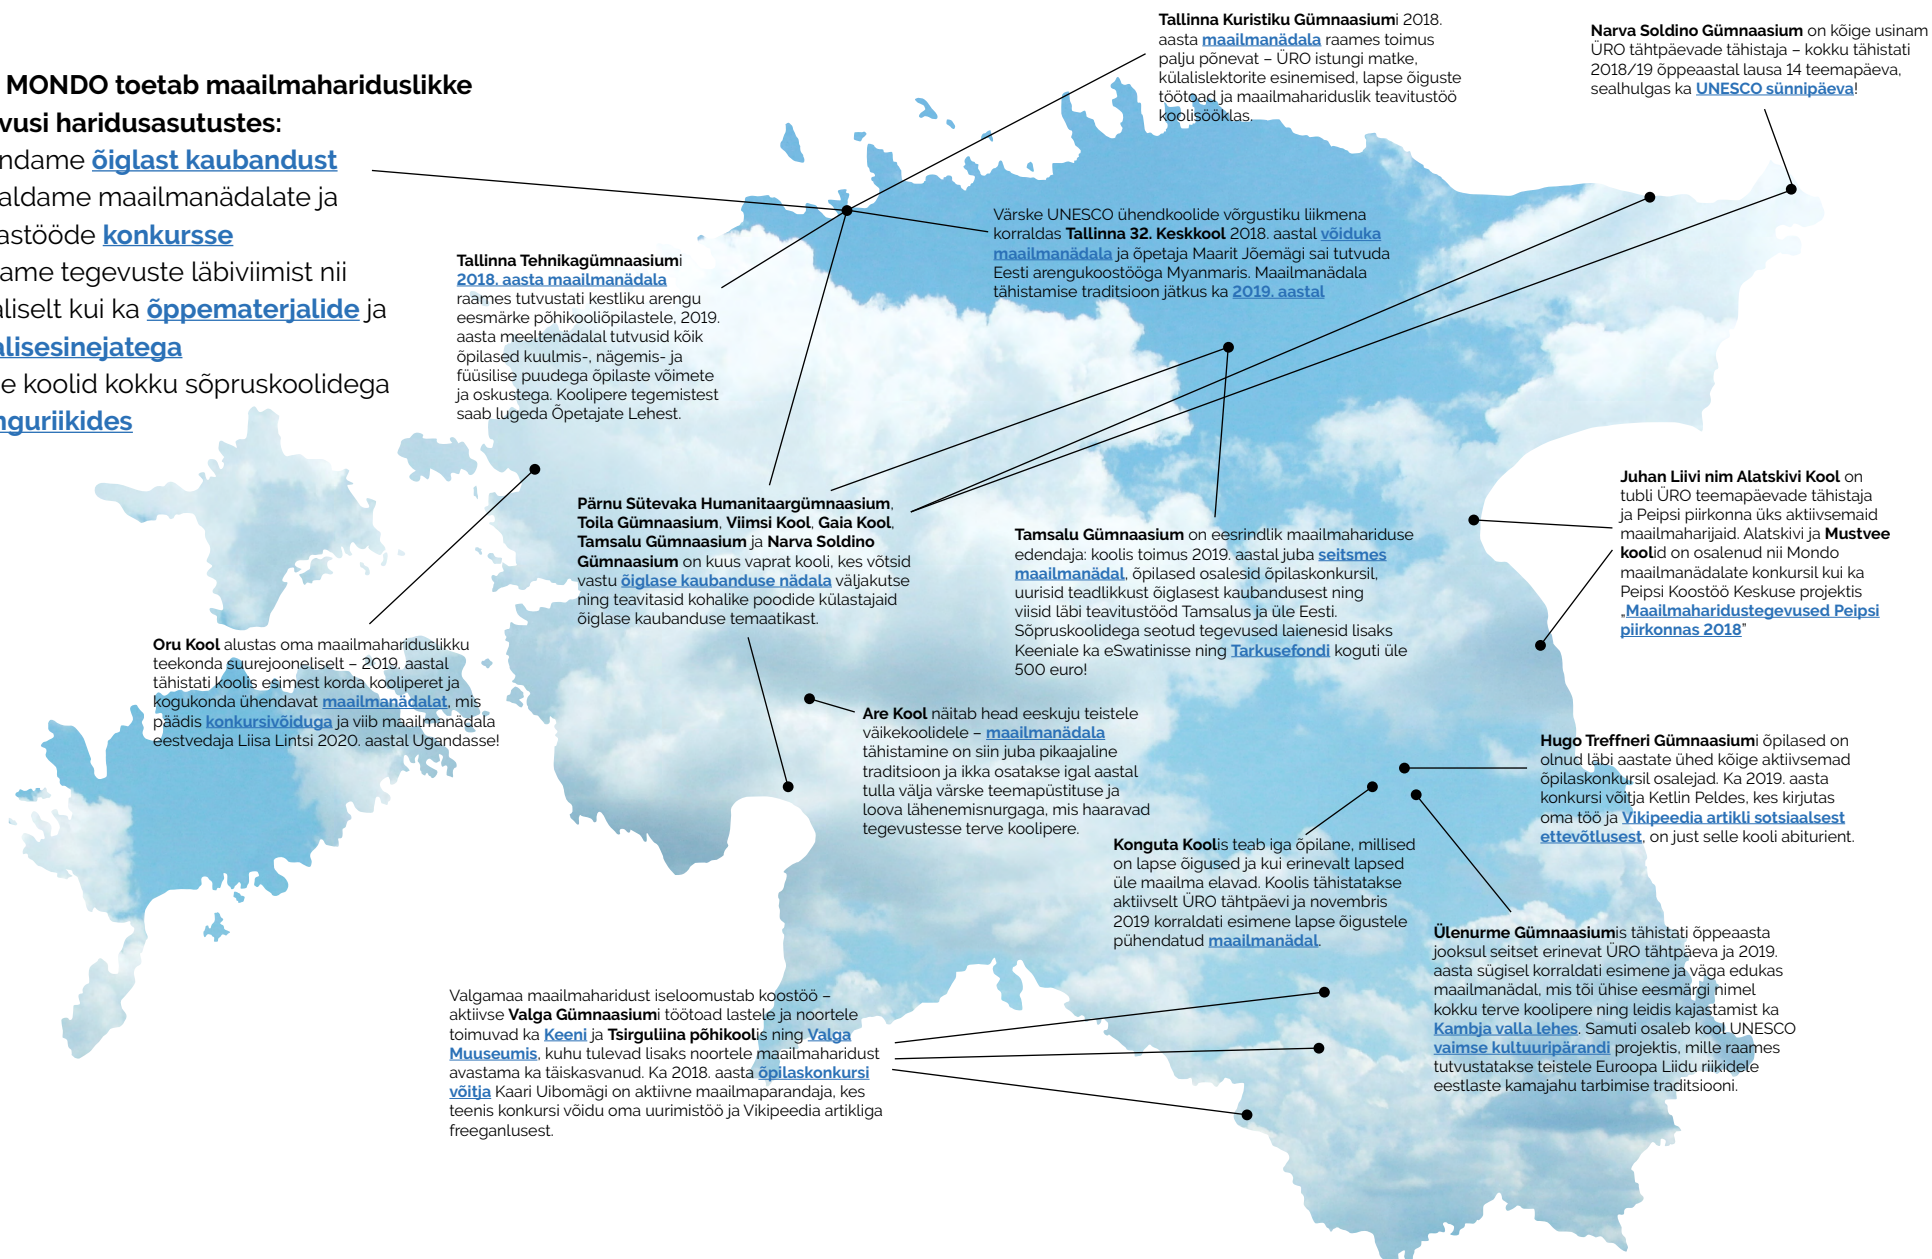 MONDO toetab maailmahariduslikke
vusi haridusasutustes:
ndame õiglast kaubandust
aldame maailmanädalate ja
astööde konkursse
ame tegevuste läbiviimist nii
aliselt kui ka õppematerjalide ja
alisesinejatega
e koolid kokku sõpruskoolidega
nguriikides
Tallinna Kuristiku Gümnaasiumi 2018.
aasta maailmanädala raames toimus
palju põnevat – ÜRO istungi matke,
külalislektorite esinemised, lapse õiguste
töötoad ja maailmahariduslik teavitustöö
koolisööklas.
Narva Soldino Gümnaasium on kõige usinam
ÜRO tähtpäevade tähistaja – kokku tähistati
2018/19 õppeaastal lausa 14 teemapäeva,
sealhulgas ka UNESCO sünnipäeva!
Värske UNESCO ühendkoolide võrgustiku liikmena
korraldas Tallinna 32. Keskkool 2018. aastal võiduka
maailmanädala ja õpetaja Maarit Jõemägi sai tutvuda
Eesti arengukoostööga Myanmaris. Maailmanädala
tähistamise traditsioon jätkus ka 2019. aastal
Tallinna Tehnikagümnaasiumi
2018. aasta maailmanädala
raames tutvustati kestliku arengu
eesmärke põhikooliõpilastele, 2019.
aasta meeltenädalal tutvusid kõik
õpilased kuulmis-, nägemis- ja
füüsilise puudega õpilaste võimete
ja oskustega. Koolipere tegemistest
saab lugeda Õpetajate Lehest.
Pärnu Sütevaka Humanitaargümnaasium,
Toila Gümnaasium, Viimsi Kool, Gaia Kool,
Tamsalu Gümnaasium ja Narva Soldino
Gümnaasium on kuus vaprat kooli, kes võtsid
vastu õiglase kaubanduse nädala väljakutse
ning teavitasid kohalike poodide külastajaid
õiglase kaubanduse temaatikast.
Tamsalu Gümnaasium on eesrindlik maailmahariduse
edendaja: koolis toimus 2019. aastal juba seitsmes
maailmanädal, õpilased osalesid õpilaskonkursil,
uurisid teadlikkust õiglasest kaubandusest ning
viisid läbi teavitustööd Tamsalus ja üle Eesti.
Sõpruskoolidega seotud tegevused laienesid lisaks
Keeniale ka eSwatinisse ning Tarkusefondi koguti üle
500 euro!
Juhan Liivi nim Alatskivi Kool on
tubli ÜRO teemapäevade tähistaja
ja Peipsi piirkonna üks aktiivsemaid
maailmaharijaid. Alatskivi ja Mustvee
koolid on osalenud nii Mondo
maailmanädalate konkursil kui ka
Peipsi Koostöö Keskuse projektis
„Maailmaharidustegevused Peipsi
piirkonnas 2018”
Oru Kool alustas oma maailmahariduslikku
teekonda suurejooneliselt – 2019. aastal
tähistati koolis esimest korda kooliperet ja
kogukonda ühendavat maailmanädalat, mis
päädis konkursivõiduga ja viib maailmanädala
eestvedaja Liisa Lintsi 2020. aastal Ugandasse!
Are Kool näitab head eeskuju teistele
väikekoolidele – maailmanädala
tähistamine on siin juba pikaajaline
traditsioon ja ikka osatakse igal aastal
tulla välja värske teemapüstituse ja
loova lähenemisnurgaga, mis haaravad
tegevustesse terve koolipere.
Hugo Treffneri Gümnaasiumi õpilased on
olnud läbi aastate ühed kõige aktiivsemad
õpilaskonkursil osalejad. Ka 2019. aasta
konkursi võitja Ketlin Peldes, kes kirjutas
oma töö ja Vikipeedia artikli sotsiaalsest
ettevõtlusest, on just selle kooli abiturient.
Konguta Koolis teab iga õpilane, millised
on lapse õigused ja kui erinevalt lapsed
üle maailma elavad. Koolis tähistatakse
aktiivselt ÜRO tähtpäevi ja novembris
2019 korraldati esimene lapse õigustele
pühendatud maailmanädal.
Ülenurme Gümnaasiumis tähistati õppeaasta
jooksul seitset erinevat ÜRO tähtpäeva ja 2019.
aasta sügisel korraldati esimene ja väga edukas
maailmanädal, mis tõi ühise eesmärgi nimel
kokku terve koolipere ning leidis kajastamist ka
Kambja valla lehes. Samuti osaleb kool UNESCO
vaimse kultuuripärandi projektis, mille raames
tutvustatakse teistele Euroopa Liidu riikidele
eestlaste kamajahu tarbimise traditsiooni.
Valgamaa maailmaharidust iseloomustab koostöö –
aktiivse Valga Gümnaasiumi töötoad lastele ja noortele
toimuvad ka Keeni ja Tsirguliina põhikoolis ning Valga
Muuseumis, kuhu tulevad lisaks noortele maailmaharidust
avastama ka täiskasvanud. Ka 2018. aasta õpilaskonkursi
võitja Kaari Uibomägi on aktiivne maailmaparandaja, kes
teenis konkursi võidu oma uurimistöö ja Vikipeedia artikliga
freeganlusest.